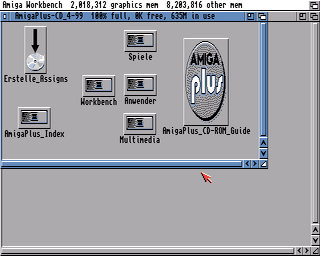 Amiga Workbench  2,018,312 graphics mem  8,203,816 other mem
AmigaPlus-CD_4-99  100% full, 0K free, 635M in use
Spiele
Erstelle_Assigns
AMIGA
plus
Workbench
Anwender
AmigaPlus_Index
Multimedia
AmigaPlus_CD-ROM_Guide